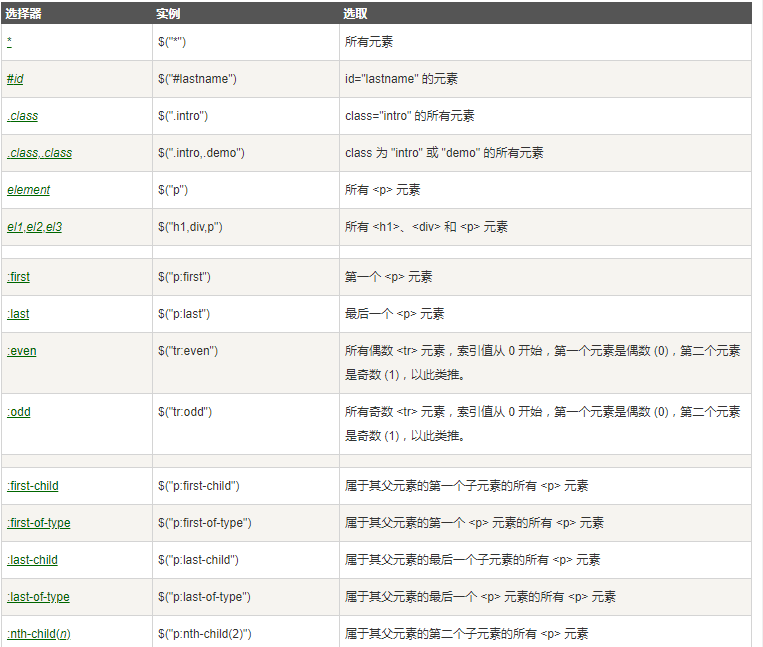 选择器 实例 选取
* $("*") 所有元素
#id $("#lastname") id="lastname" 的元素
.class $(".intro") class="intro" 的所有元素
.class,.class $(".intro,.demo") class 为 "intro" 或 "demo" 的所有元素
element $("p") 所有 <p> 元素
el1,el2,el3 $("h1,div,p") 所有 <h1>、<div> 和 <p> 元素
:first $("p:first") 第一个 <p> 元素
:last $("p:last") 最后一个 <p> 元素
:even $("tr:even") 所有偶数 <tr> 元素，索引值从 0 开始，第一个元素是偶数 (0)，第二个元素
是奇数 (1)，以此类推。
:odd $("tr:odd") 所有奇数 <tr> 元素，索引值从 0 开始，第一个元素是偶数 (0)，第二个元素
是奇数 (1)，以此类推。
:first-child $("p:first-child") 属于其父元素的第一个子元素的所有 <p> 元素
:first-of-type $("p:first-of-type") 属于其父元素的第一个 <p> 元素的所有 <p> 元素
:last-child $("p:last-child") 属于其父元素的最后一个子元素的所有 <p> 元素
:last-of-type $("p:last-of-type") 属于其父元素的最后一个 <p> 元素的所有 <p> 元素
:nth-child(n) $("p:nth-child(2)") 属于其父元素的第二个子元素的所有 <p> 元素